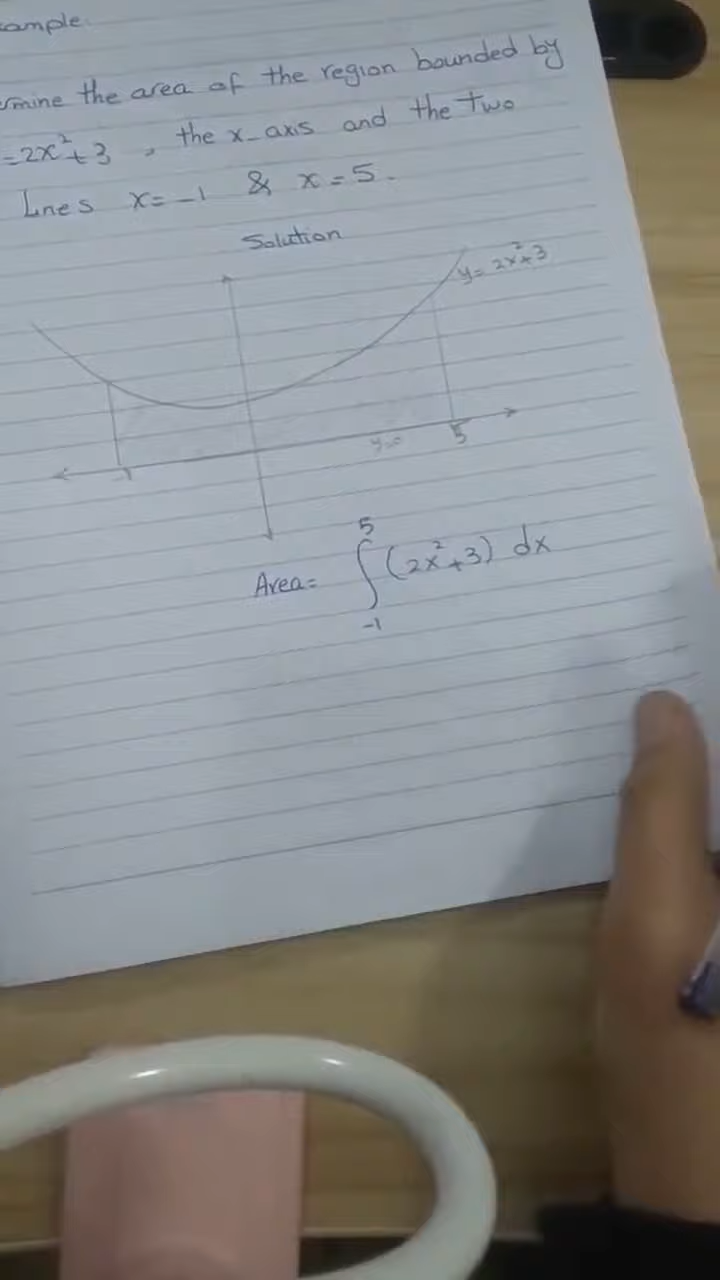 ample
rmine the area of the region bounded by
=2x²+3, the x-axis and the two
Lines x=-1 & x=5.
Solution
y=2x²+3
y=0
-1
5
Area= ∫₋₁⁵ (2x²+3) dx